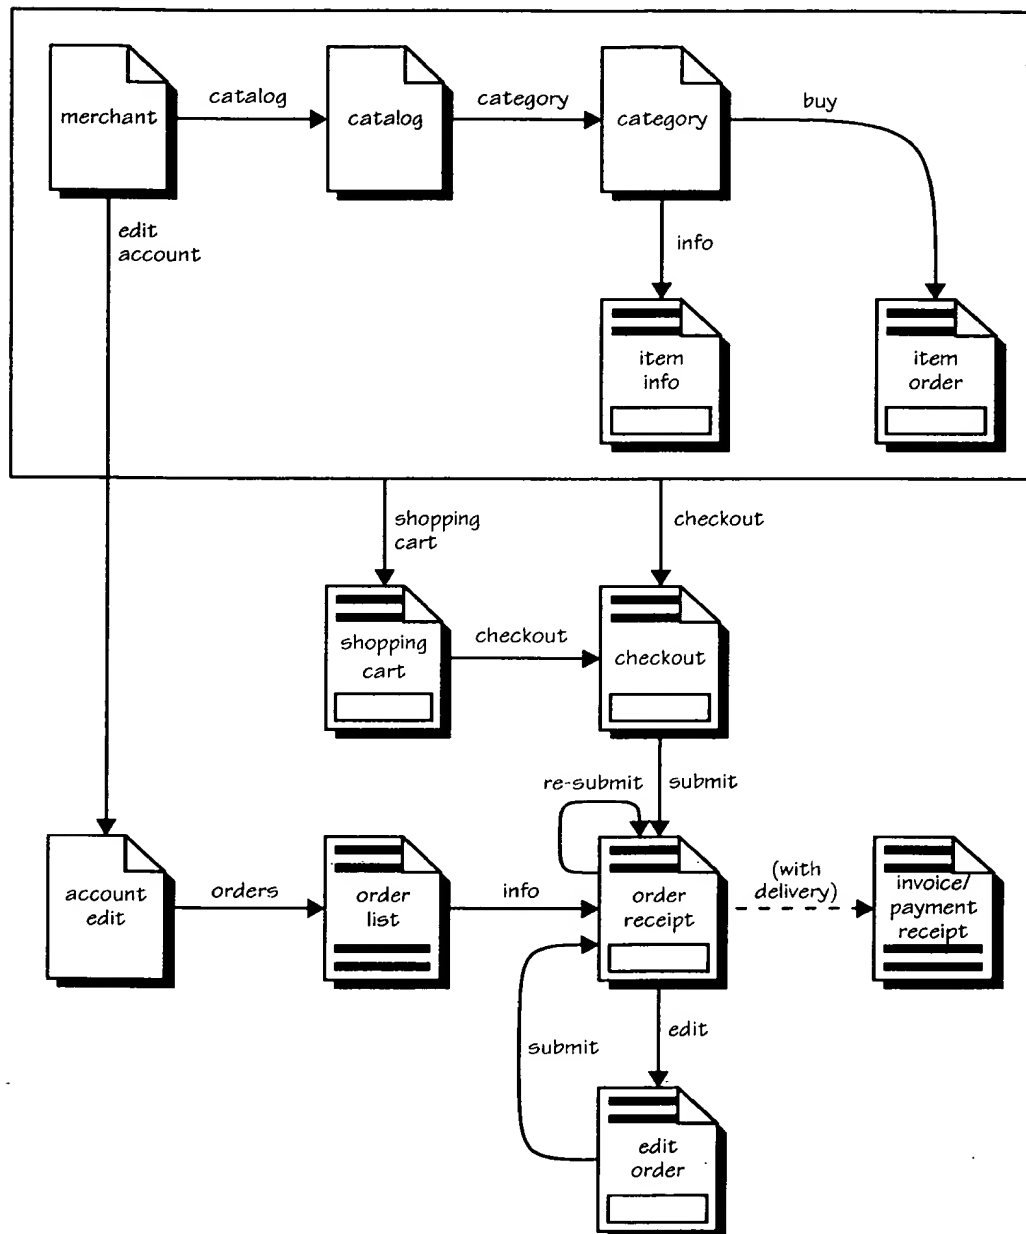 merchant
catalog
catalog
category
category
buy
edit
account
info
item
info
item
order
shopping
cart
checkout
shopping
cart
checkout
checkout
re-submit
submit
account
edit
orders
order
list
info
order
receipt
(with
delivery)
invoice/
payment
receipt
submit
edit
edit
order